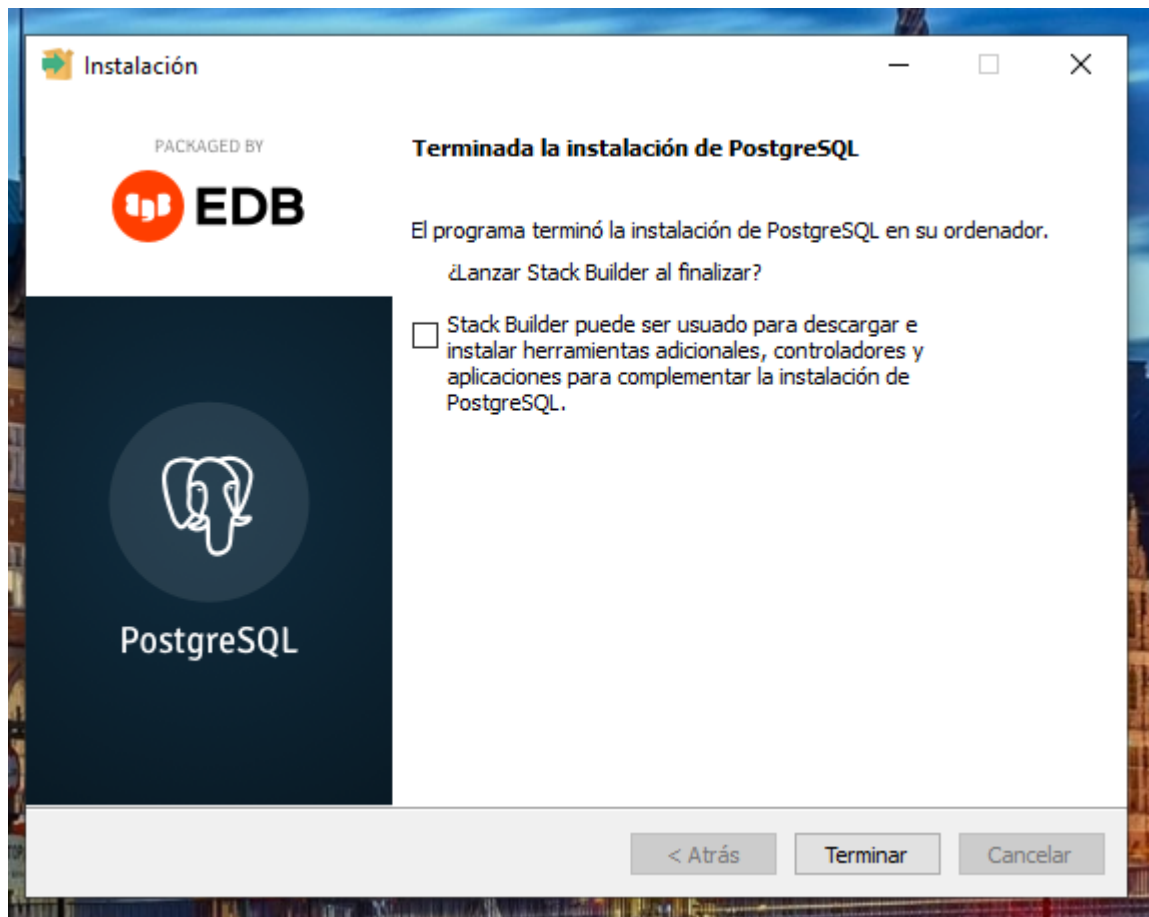 Instalación
PACKAGED BY
EDB
Terminada la instalación de PostgreSQL
El programa terminó la instalación de PostgreSQL en su ordenador.
¿Lanzar Stack Builder al finalizar?
Stack Builder puede ser usuado para descargar e
instalar herramientas adicionales, controladores y
aplicaciones para complementar la instalación de
PostgreSQL.
PostgreSQL
< Atrás
Terminar
Cancelar